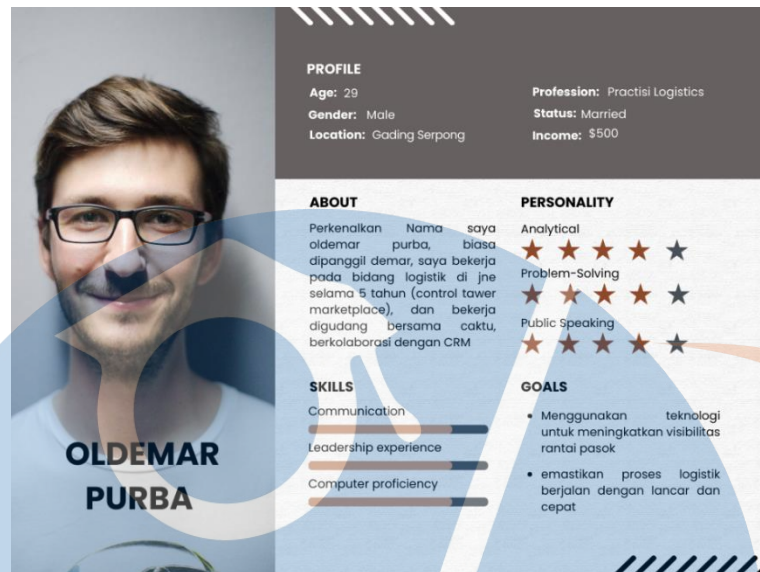 PROFILE
Age: 29
Gender: Male
Location: Gading Serpong
Profession: Practisi Logistics
Status: Married
Income: $500
ABOUT
Perkenalkan Nama saya
oldemar purba, biasa
dipanggil demar, saya bekerja
pada bidang logistik di jne
selama 5 tahun (control tawer
marketplace), dan bekerja
digudang bersama caktu,
berkolaborasi dengan CRM
PERSONALITY
Analytical
Problem-Solving
Public Speaking
SKILLS
Communication
Leadership experience
Computer proficiency
GOALS
Menggunakan teknologi
untuk meningkatkan visibilitas
rantai pasok
emastikan proses logistik
berjalan dengan lancar dan
cepat
OLDEMAR
PURBA